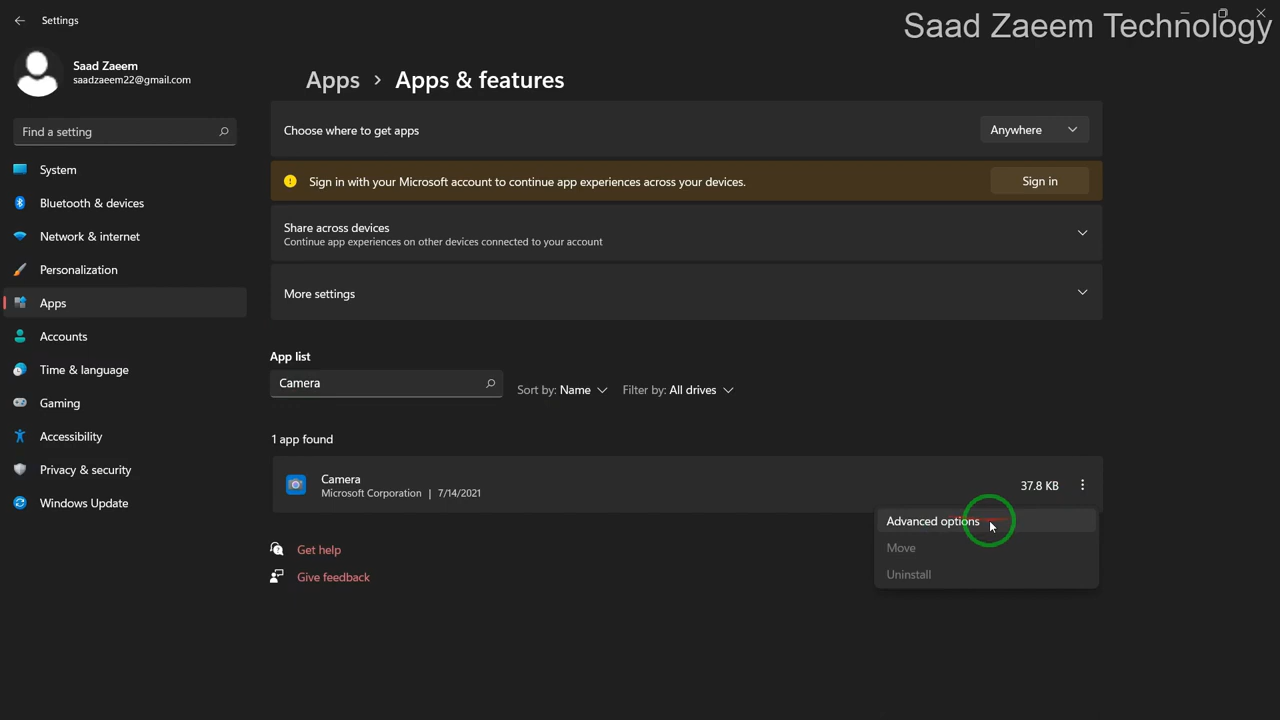 Settings
Saad Zaeem Technology
Saad Zaeem
saadzaeem22@gmail.com
Find a setting
System
Bluetooth & devices
Network & internet
Personalization
Apps
Accounts
Time & language
Gaming
Accessibility
Privacy & security
Windows Update
Apps > Apps & features
Choose where to get apps
Anywhere
Sign in with your Microsoft account to continue app experiences across your devices.
Sign in
Share across devices
Continue app experiences on other devices connected to your account
More settings
App list
Camera
Sort by: Name
Filter by: All drives
1 app found
Camera
Microsoft Corporation | 7/14/2021
37.8 KB
Advanced options
Move
Uninstall
Get help
Give feedback